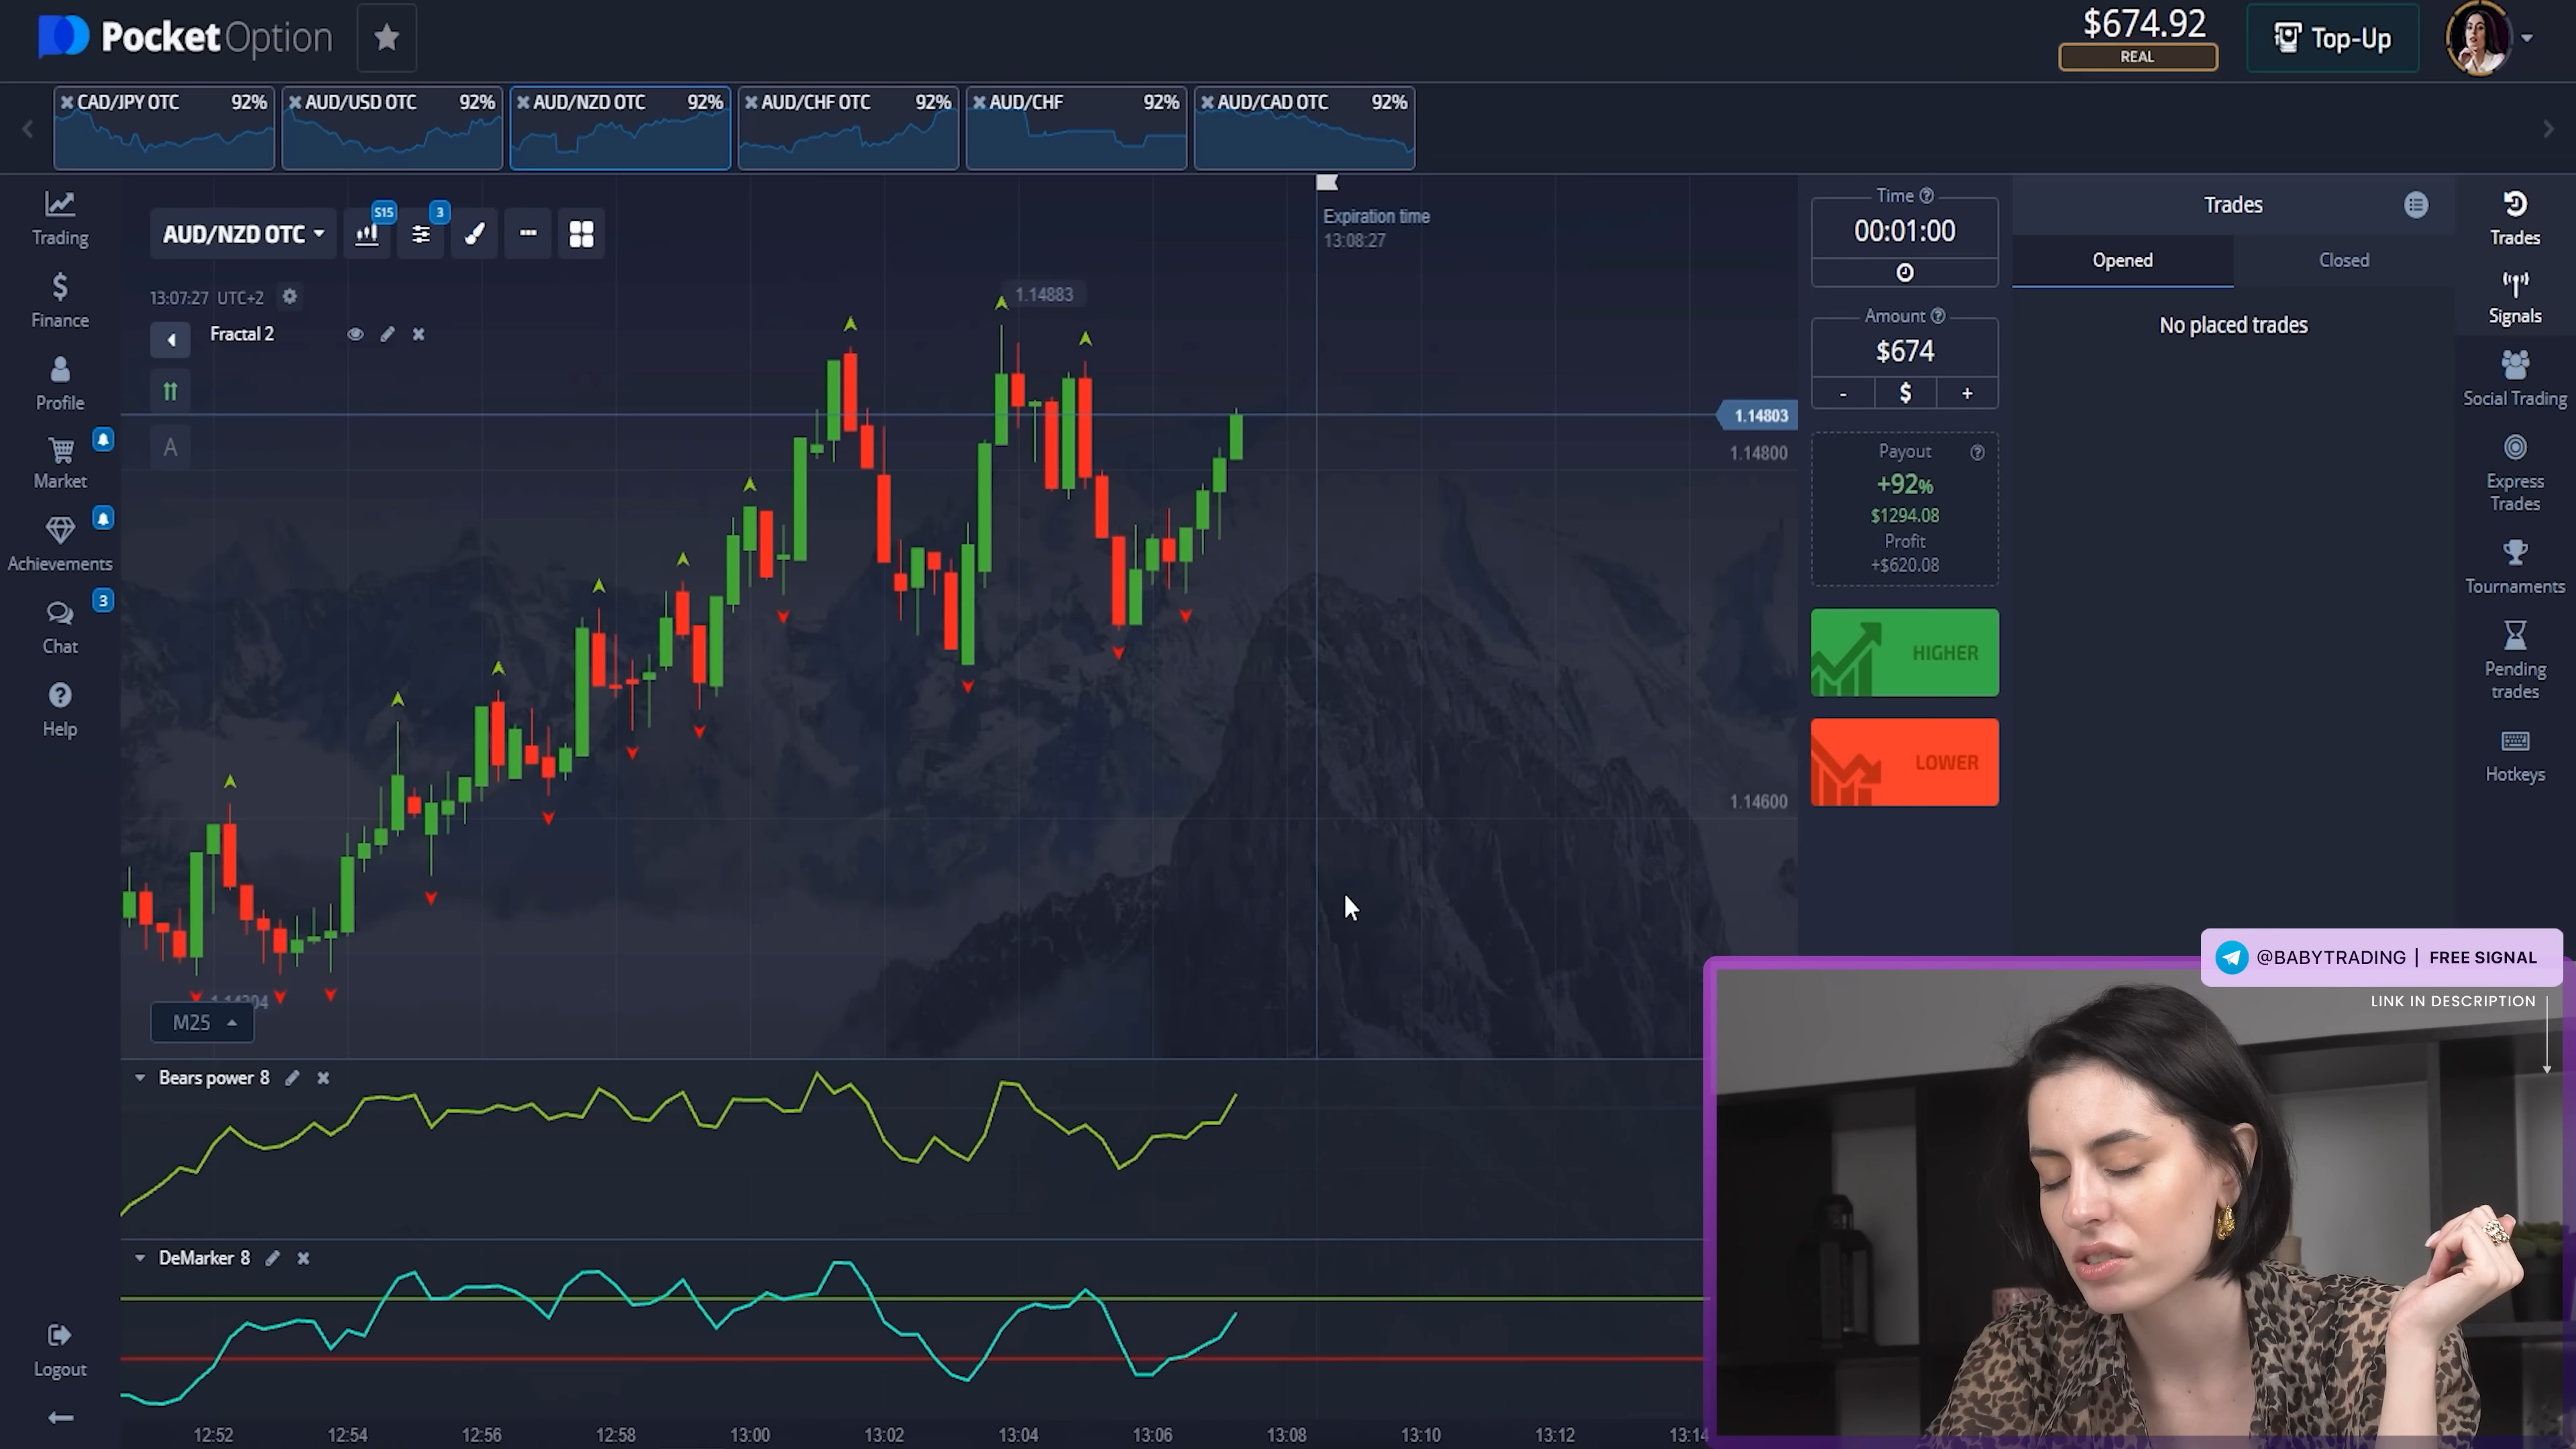 PocketOption
$674.92
REAL
Top-Up
CAD/JPY OTC 92%
AUD/USD OTC 92%
AUD/NZD OTC 92%
AUD/CHF OTC 92%
AUD/CHF 92%
AUD/CAD OTC 92%
Trading
Finance
Profile
Market
Achievements
3
Chat
Help
Logout
AUD/NZD OTC
S15
3
13:07:27 UTC+2
Fractal 2
A
Expiration time
13:08:27
1.14883
1.14803
1.14800
1.14600
M25
Bears power 8
DeMarker 8
12:52
12:54
12:56
12:58
13:00
13:02
13:04
13:06
13:08
13:10
13:12
Time
00:01:00
Amount
$674
- $ +
Payout
+92%
$1294.08
Profit
+$620.08
HIGHER
LOWER
Trades
Opened
Closed
No placed trades
Trades
Signals
Social Trading
Express
Trades
Tournaments
Pending
trades
Hotkeys
@BABYTRADING | FREE SIGNAL
LINK IN DESCRIPTION